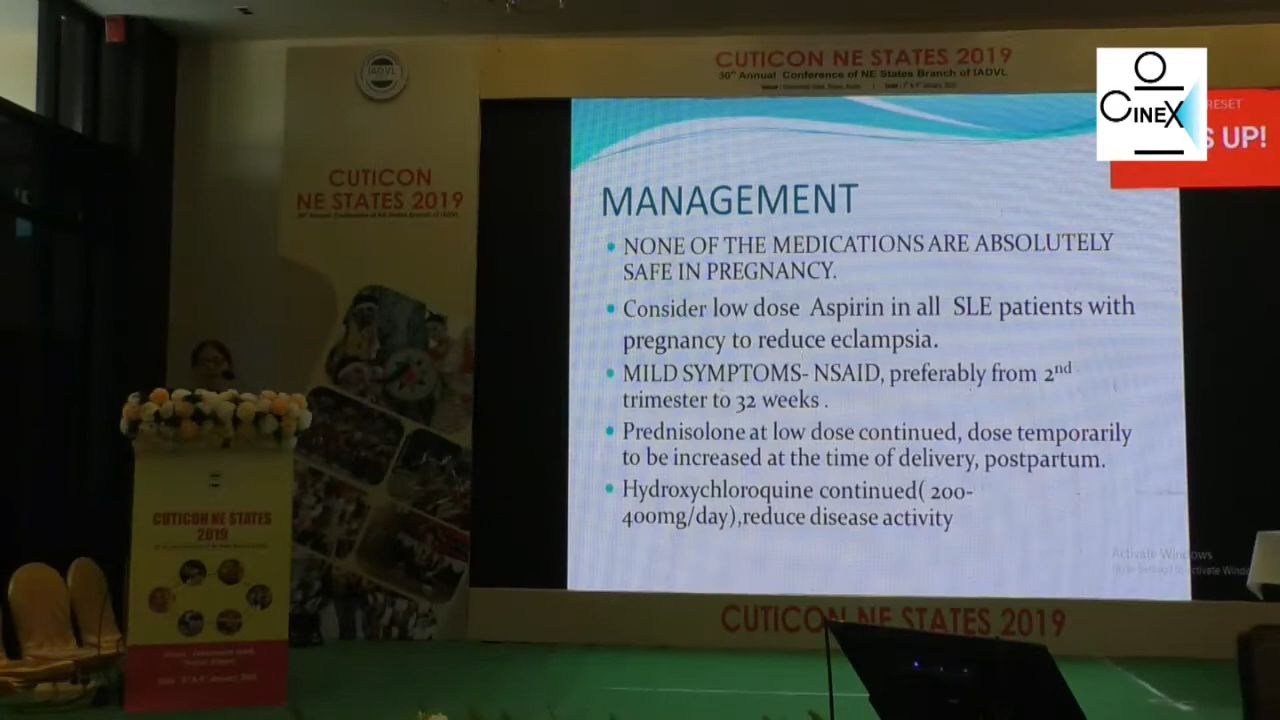 CUTICON NE STATES 2019
30th Annual Conference of NE States Branch of IADVL
IADVL
CUTICON
NE STATES 2019
CINEX
RESET
S UP!
MANAGEMENT
• NONE OF THE MEDICATIONS ARE ABSOLUTELY
SAFE IN PREGNANCY.
• Consider low dose Aspirin in all SLE patients with
pregnancy to reduce eclampsia.
• MILD SYMPTOMS- NSAID, preferably from 2nd
trimester to 32 weeks .
• Prednisolone at low dose continued, dose temporarily
to be increased at the time of delivery, postpartum.
• Hydroxychloroquine continued( 200-
400mg/day),reduce disease activity
Activate Windows
CUTICON NE STATES
2019
CUTICON NE STATES 2019